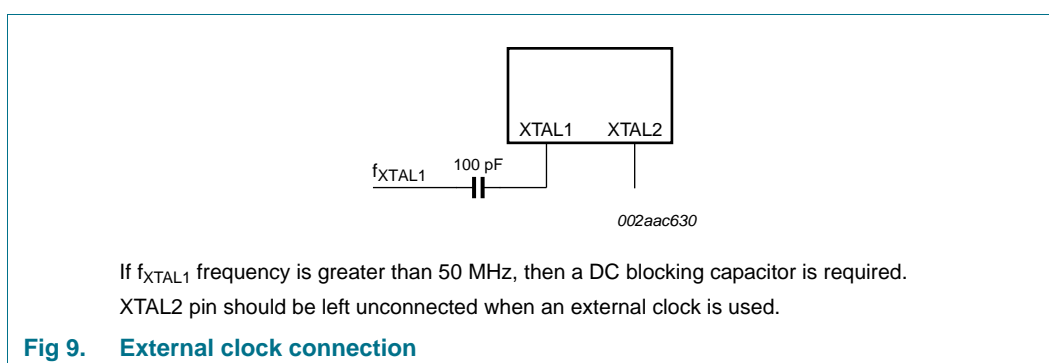 XTAL1 XTAL2
100 pF
fXTAL1
002aac630
If fXTAL1 frequency is greater than 50 MHz, then a DC blocking capacitor is required.
XTAL2 pin should be left unconnected when an external clock is used.
Fig 9. External clock connection